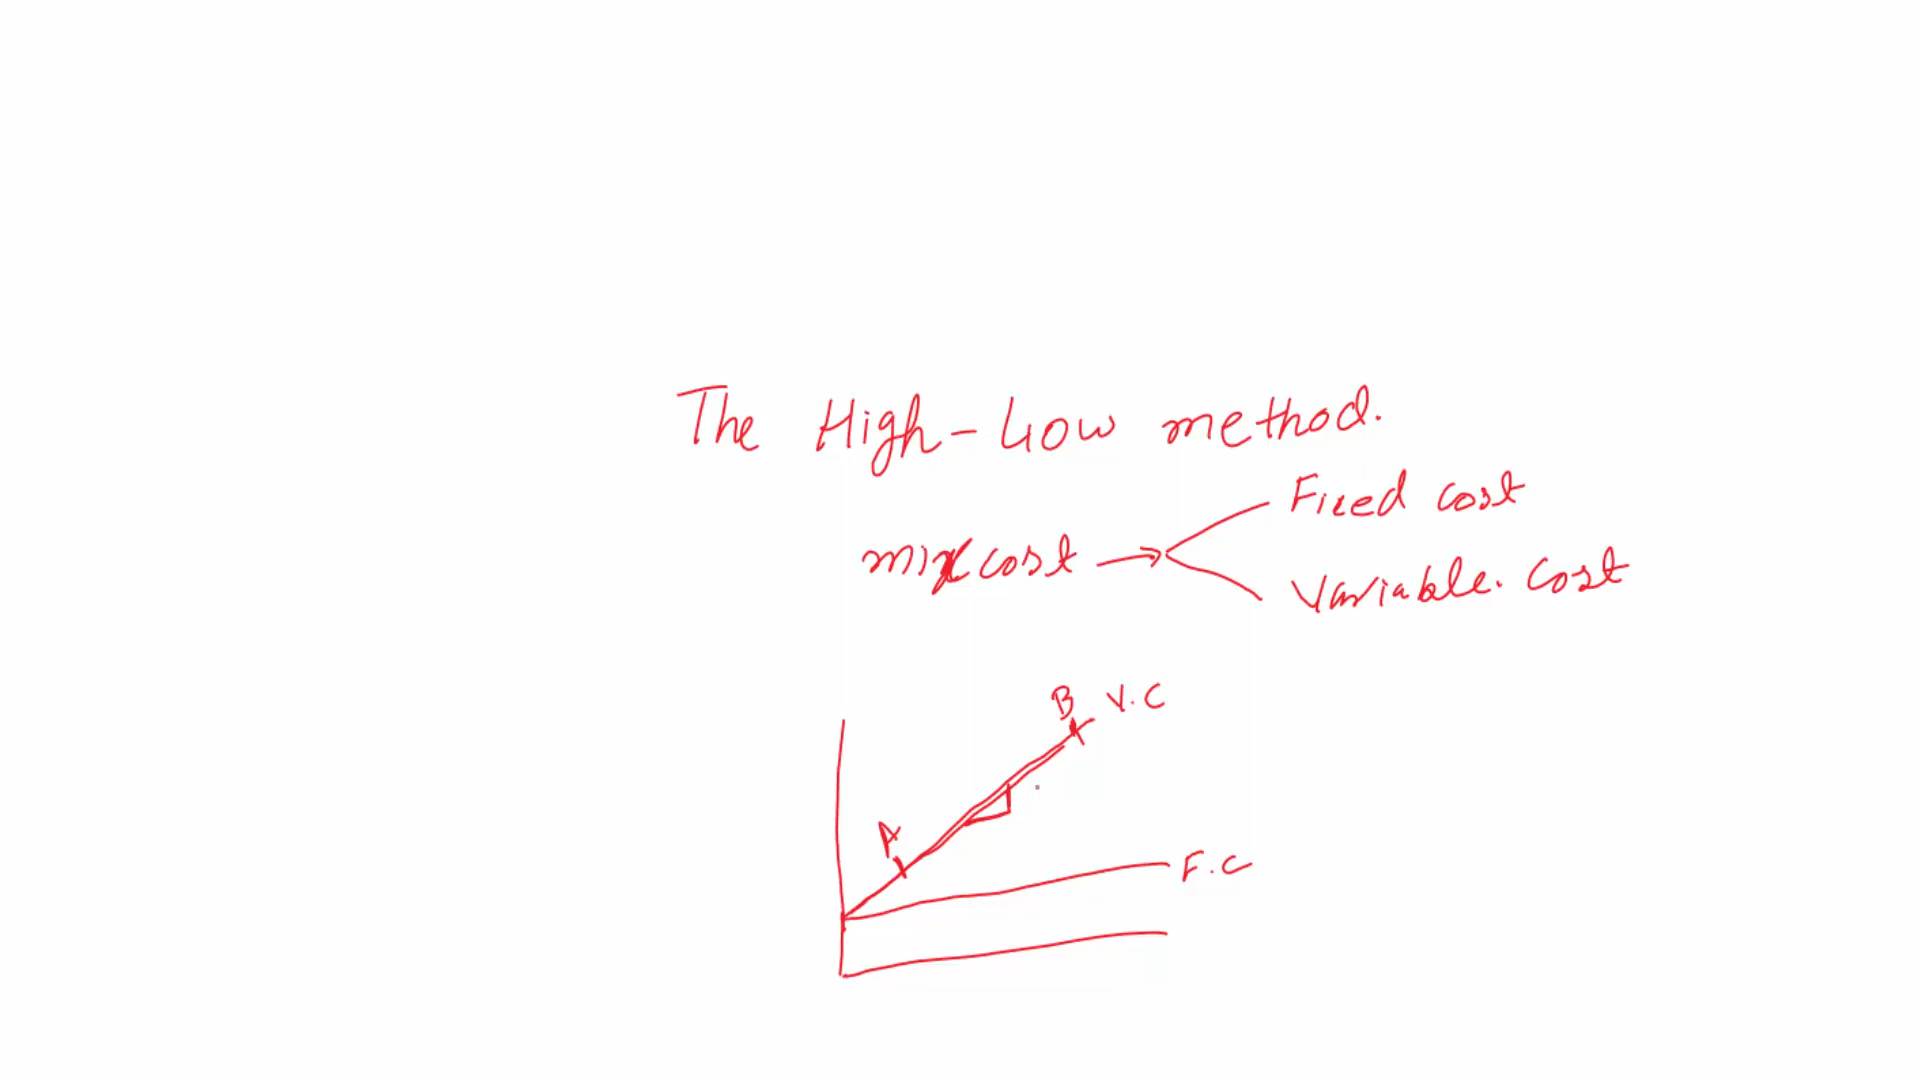 The High-Low method.
mix cost
Fixed cost
Variable. cost
B V.C
A
F.C